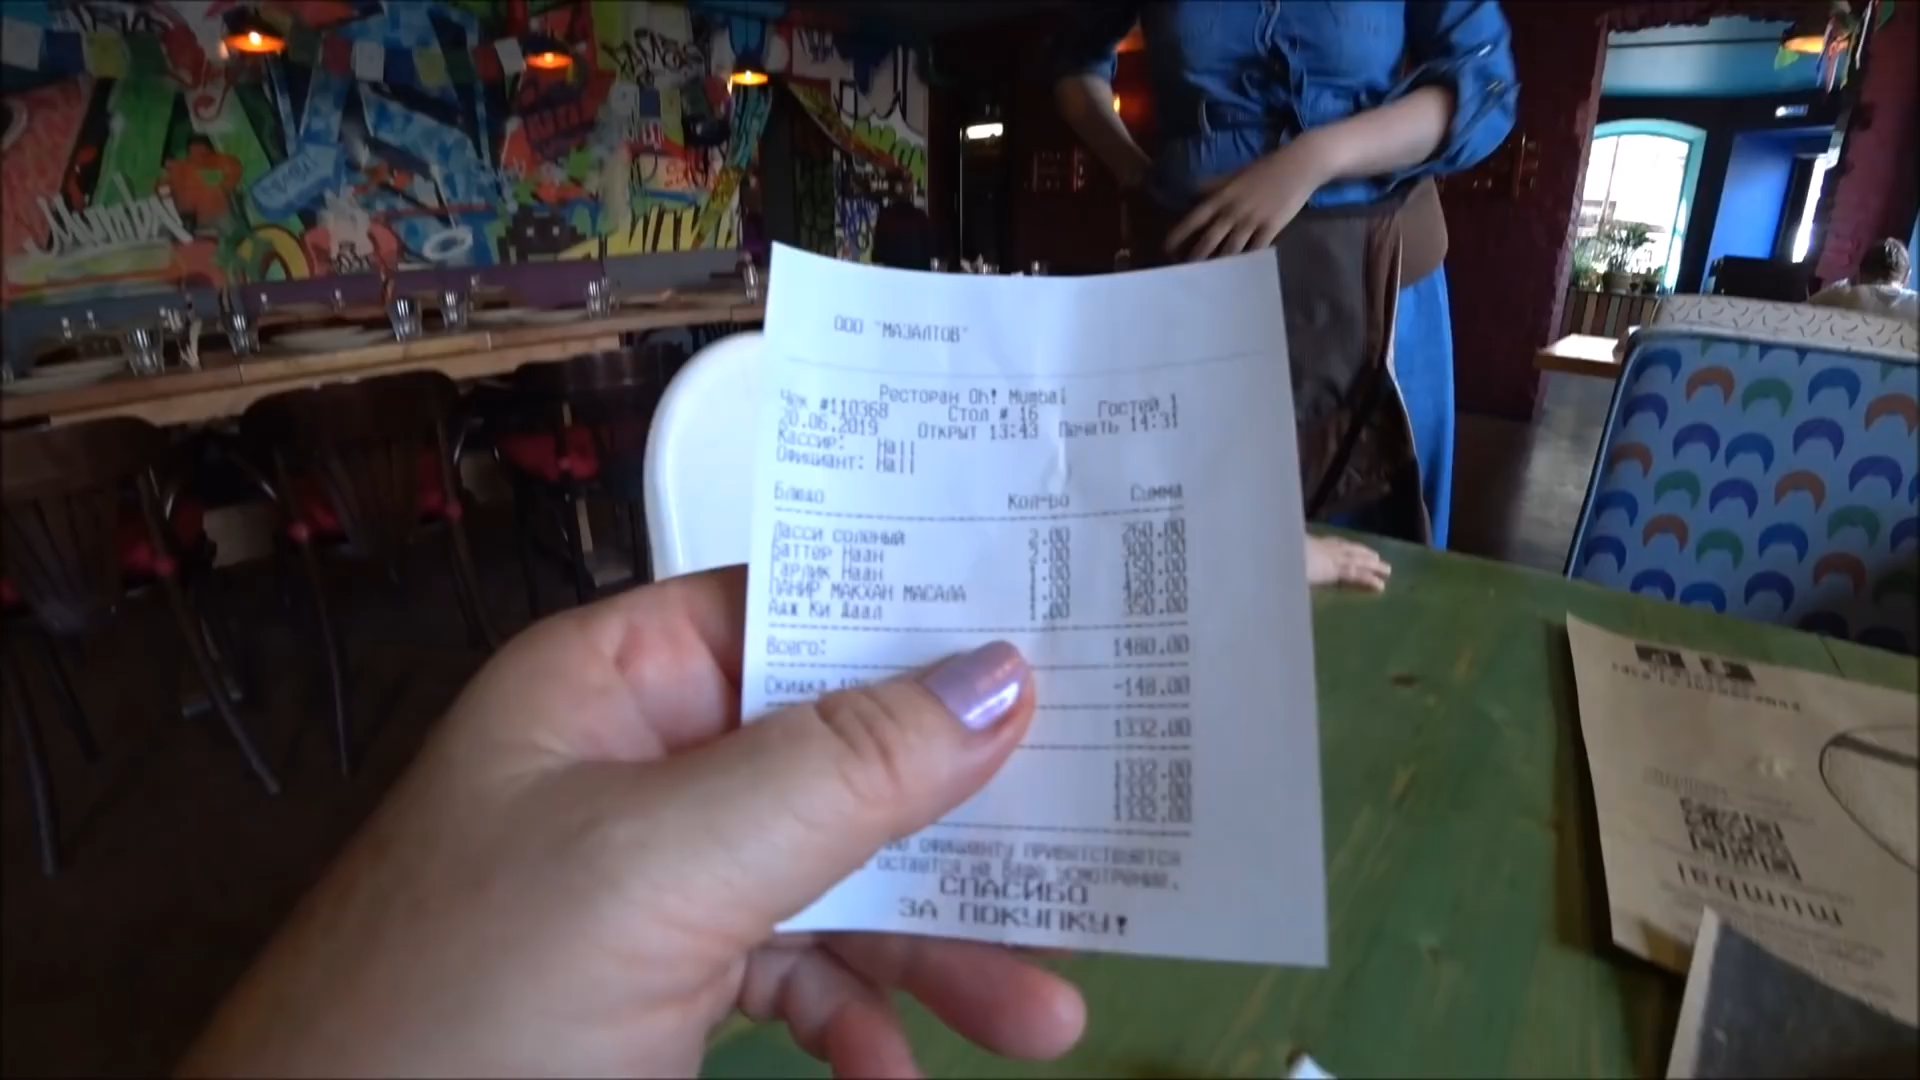 Mumbai
ООО "МАЗАЛТОВ"
Ресторан Oh! Mumbai
Чек #110368 Стол # 16 Гостей 1
20.06.2019 Открыт 13:43 Печать 14:31
Кассир: Hall
Официант: Hall
Блюдо Кол-во Сумма
Ласси соленый 2.00 260.00
Баттер Наан 2.00 300.00
Гарлик Наан 1.00 150.00
ПАНИР МАКХАН МАСАЛА 1.00 420.00
Адж Ки Даал 1.00 350.00
Всего: 1480.00
Скидка -148.00
1332.00
1332.00
1332.00
1332.00
официанту приветствуется
остается на Ваше усмотрение.
СПАСИБО
ЗА ПОКУПКУ!
mumbai